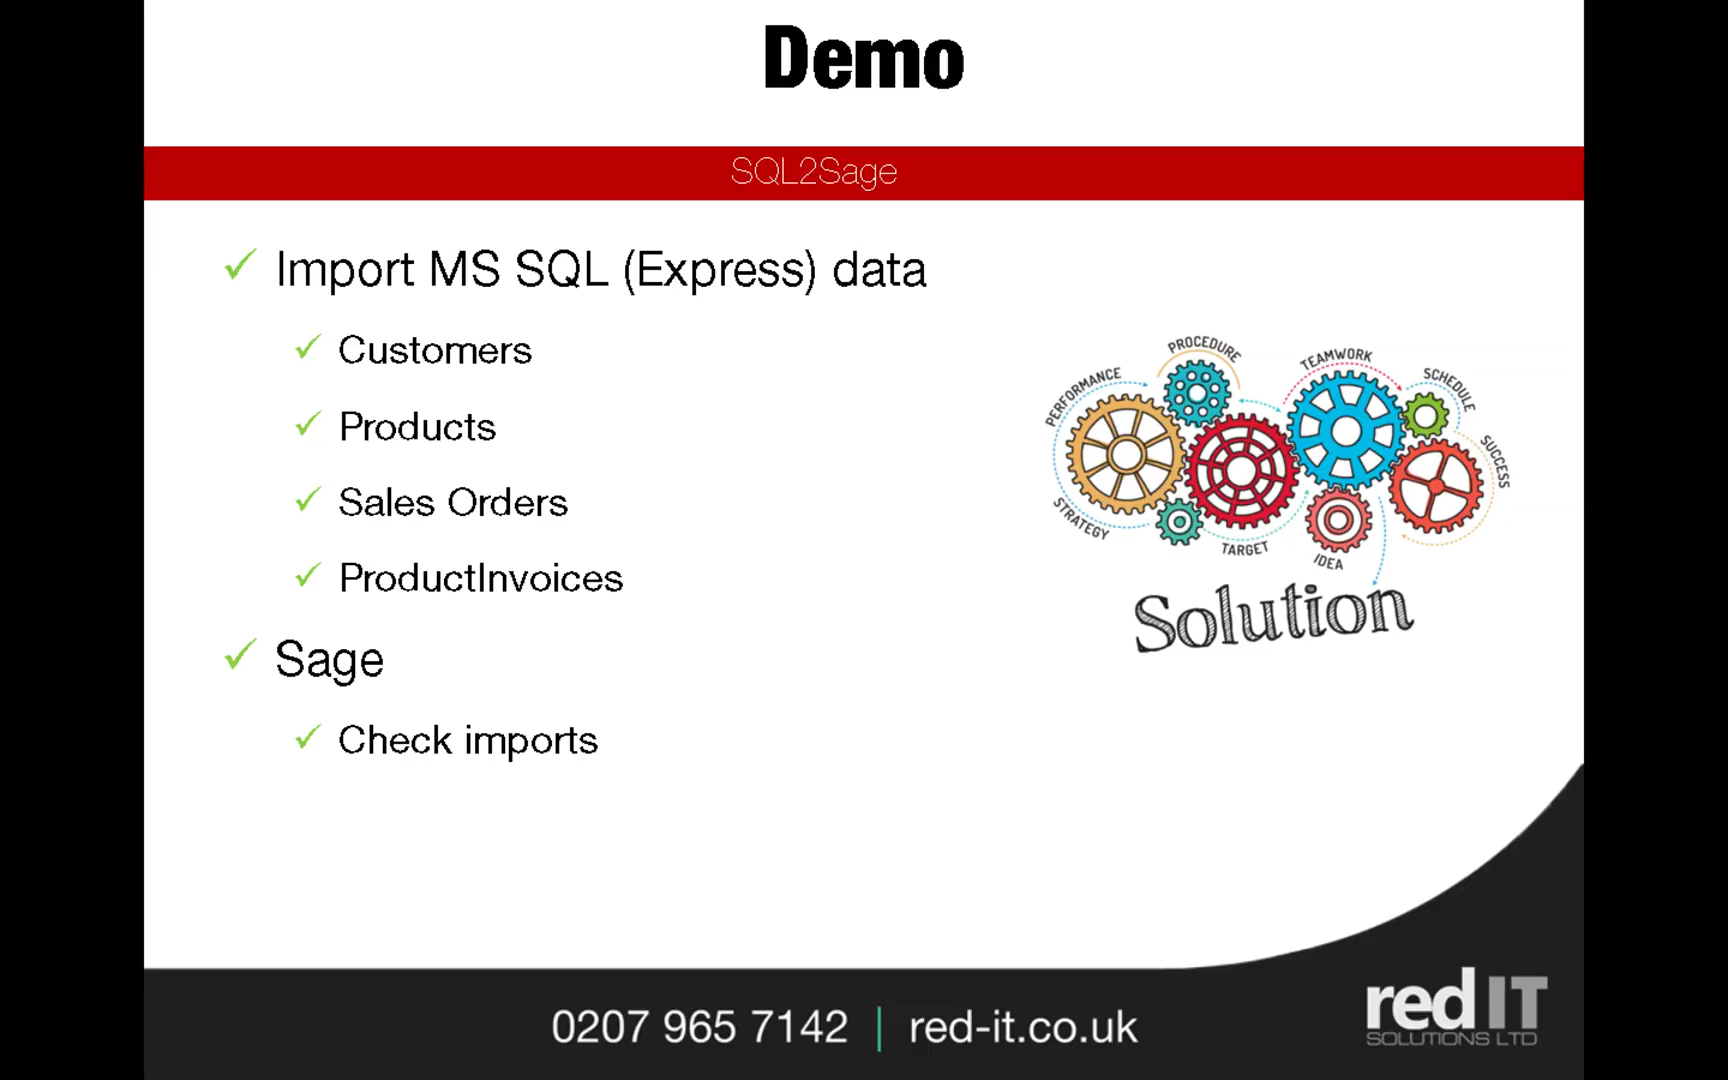 Demo
SQL2Sage
Import MS SQL (Express) data
Customers
Products
Sales Orders
ProductInvoices
Sage
Check imports
PERFORMANCE
PROCEDURE
TEAMWORK
SCHEDULE
SUCCESS
STRATEGY
TARGET
IDEA
Solution
0207 965 7142 | red-it.co.uk
red IT
SOLUTIONS LTD